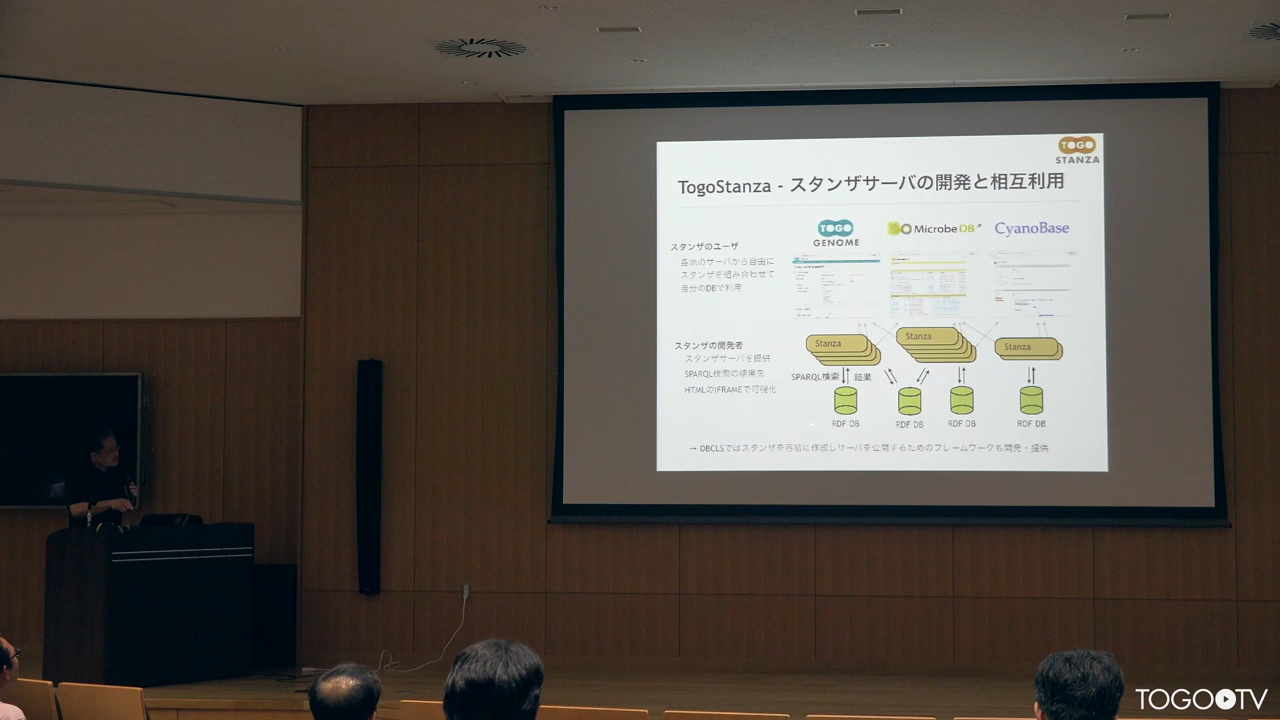 TOGO
STANZA
TogoStanza - スタンザサーバの開発と相互利用
TOGO
GENOME
MicrobeDB
CyanoBase
スタンザのユーザ
各地のサーバから自由に
スタンザを組み合わせて
自分のDBで利用
スタンザの開発者
スタンザサーバを提供
SPARQL検索の結果を
HTMLのIFRAMEで可視化
Stanza
Stanza
Stanza
SPARQL検索
結果
RDF DB
RDF DB
RDF DB
RDF DB
→ DBCLSではスタンザを容易に作成しサーバを公開するためのフレームワークも開発・提供
TOGO TV